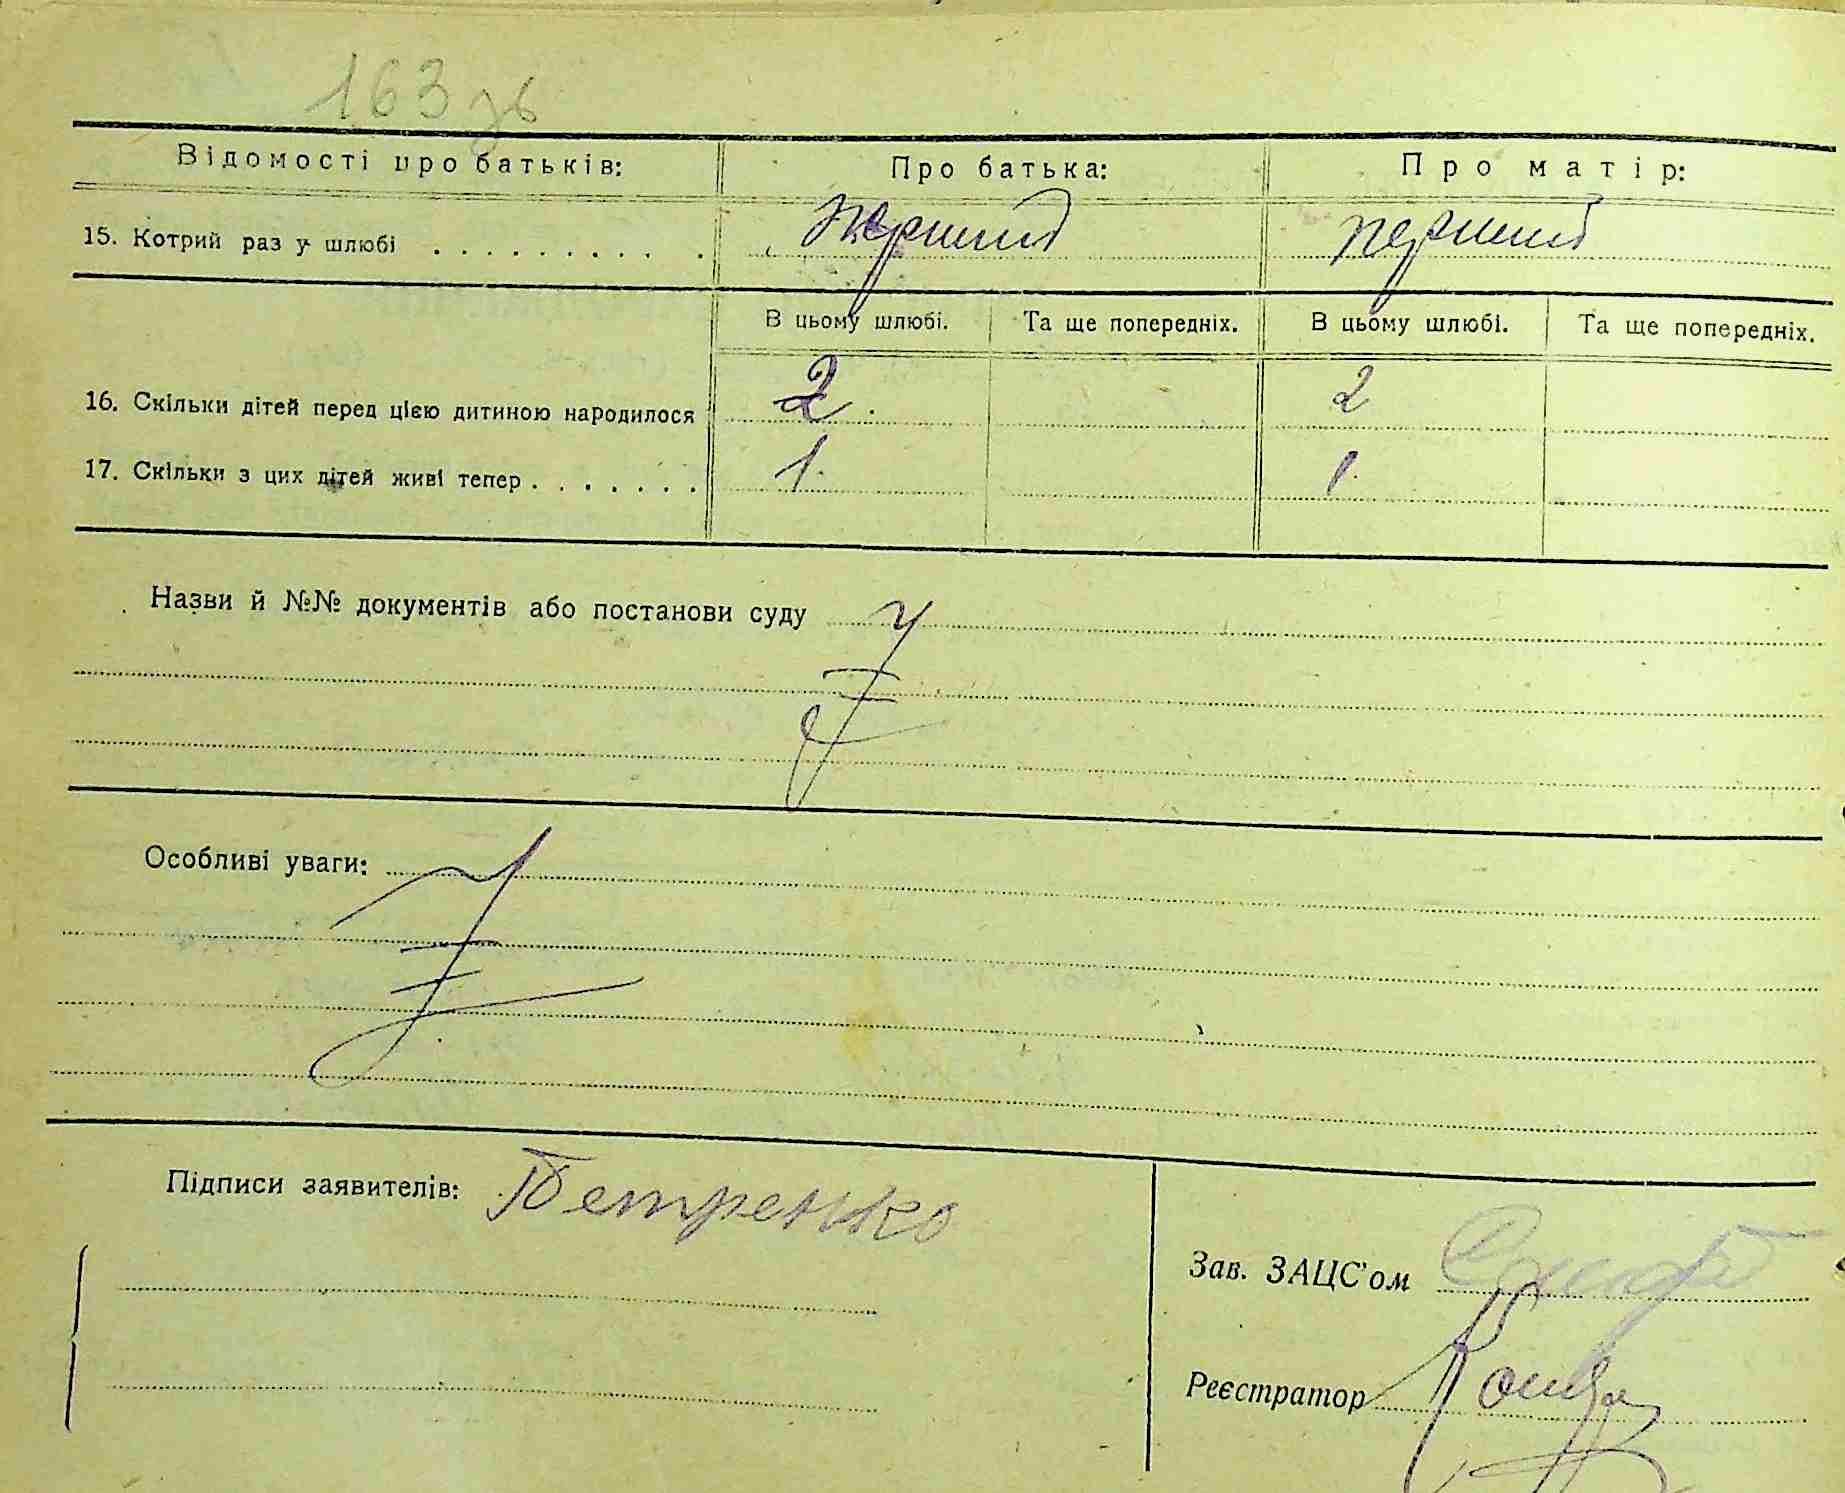 163 зв
Відомості про батьків: Про батька: Про матір:
15. Котрий раз у шлюбі . . . . . . . . . . перший перший
В цьому шлюбі. Та ще попередніх. В цьому шлюбі. Та ще попередніх.
16. Скільки дітей перед цією дитиною народилося 2 2
17. Скільки з цих дітей живі тепер . . . . . . . 1 1
Назви й №№ документів або постанови суду
Особливі уваги:
Підписи заявителів: Петренко
Зав. ЗАЦС'ом
Реєстратор